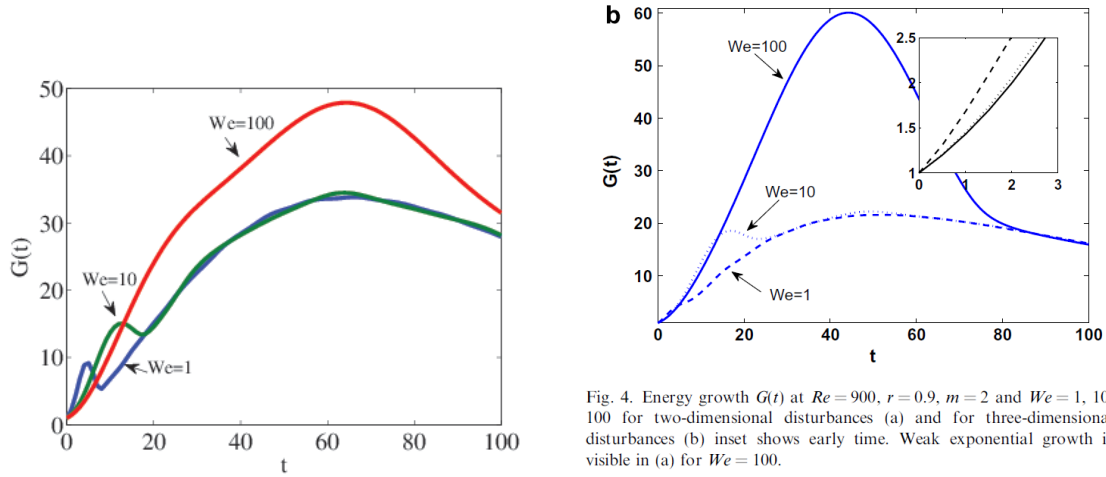 50
40
30
20
10
0
G(t)
We=100
We=10
We=1
0 20 40 60 80 100
t
b
60
50
40
30
20
10
G(t)
We=100
We=10
We=1
2.5
2
1.5
1
0 1 2 3
0 20 40 60 80 100
t
Fig. 4. Energy growth G(t) at Re = 900, r = 0.9, m = 2 and We = 1, 10
100 for two-dimensional disturbances (a) and for three-dimensiona
disturbances (b) inset shows early time. Weak exponential growth i
visible in (a) for We = 100.